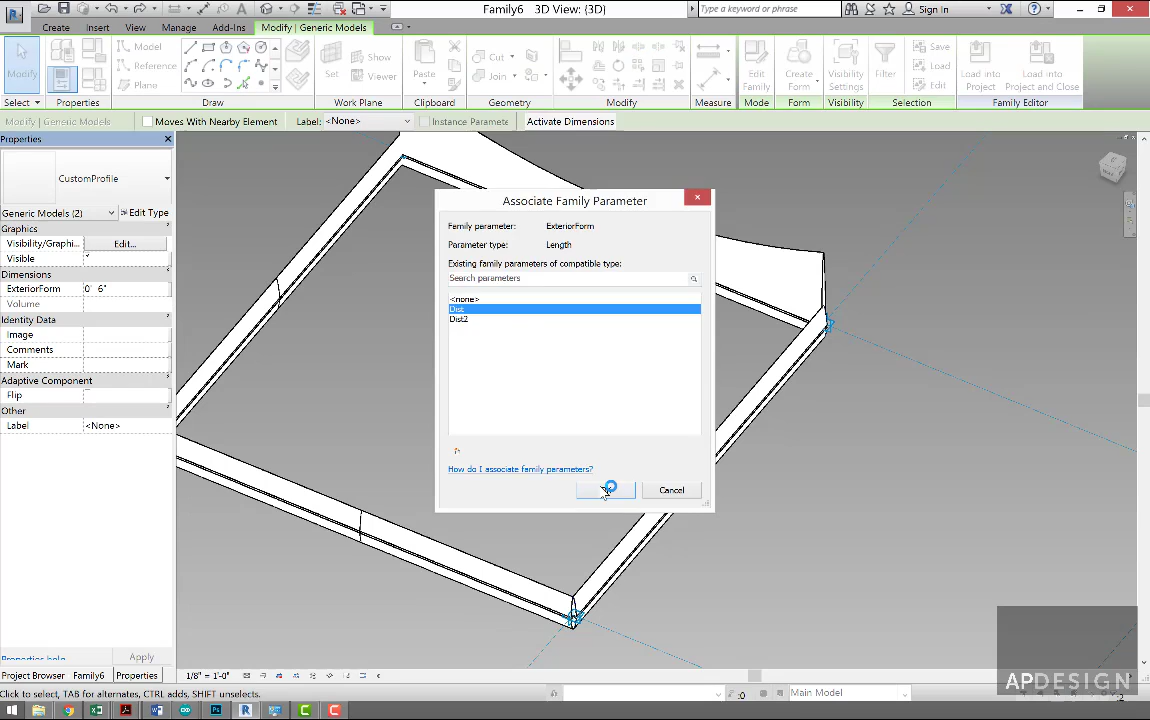 Family6 3D View: {3D}
Type a keyword or phrase
Sign In
Create Insert View Manage Add-Ins Modify | Generic Models
Modify
Model
Reference
Plane
Set
Show
Viewer
Paste
Cut
Join
Edit
Family
Create
Form
Visibility
Settings
Filter
Save
Load
Edit
Load into
Project
Load into
Project and Close
Select Properties Draw Work Plane Clipboard Geometry Modify Measure Mode Form Visibility Selection Family Editor
Modify | Generic Models
Moves With Nearby Element
Label: <None>
Instance Paramete
Activate Dimensions
Properties
CustomProfile
Generic Models (2)
Edit Type
Graphics
Visibility/Graphi...
Edit...
Visible
Dimensions
ExteriorForm 0' 6"
Volume
Identity Data
Image
Comments
Mark
Adaptive Component
Flip
Other
Label <None>
Properties help
Apply
Project Browser Family6 Properties
Associate Family Parameter
Family parameter: ExteriorForm
Parameter type: Length
Existing family parameters of compatible type:
Search parameters
<none>
Dist
Dist2
How do I associate family parameters?
Cancel
1/8" = 1'-0"
Click to select, TAB for alternates, CTRL adds, SHIFT unselects.
:0
Main Model
:2
APDESIGN